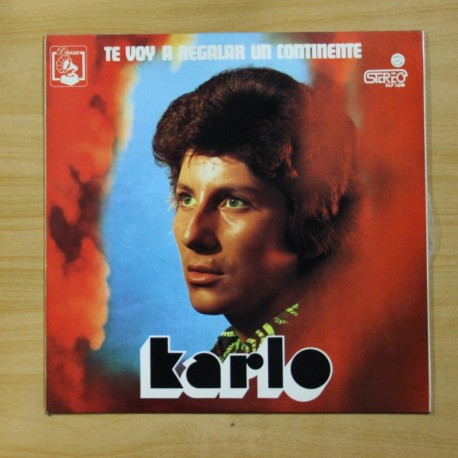 TE VOY A REGALAR UN CONTINENTE
STEREO
karlo